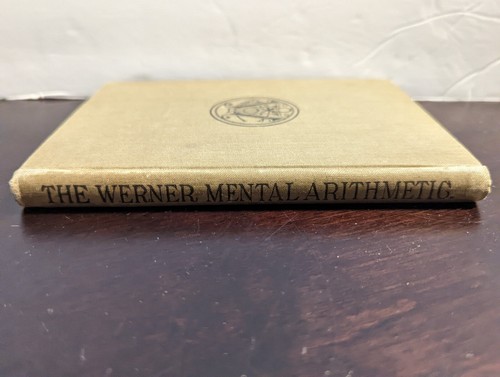 THE WERNER MENTAL ARITHMETIC